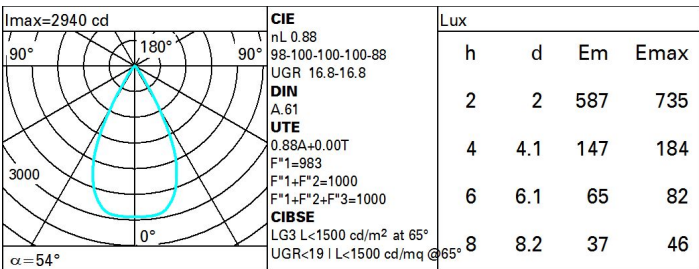 Imax=2940 cd
90°
180°
90°
3000
0°
α=54°
CIE
nL 0.88
98-100-100-100-88
UGR 16.8-16.8
DIN
A.61
UTE
0.88A+0.00T
F"1=983
F"1+F"2=1000
F"1+F"2+F"3=1000
CIBSE
LG3 L<1500 cd/m² at 65°
UGR<19 | L<1500 cd/mq @65°
Lux
h d Em Emax
2 2 587 735
4 4.1 147 184
6 6.1 65 82
8 8.2 37 46